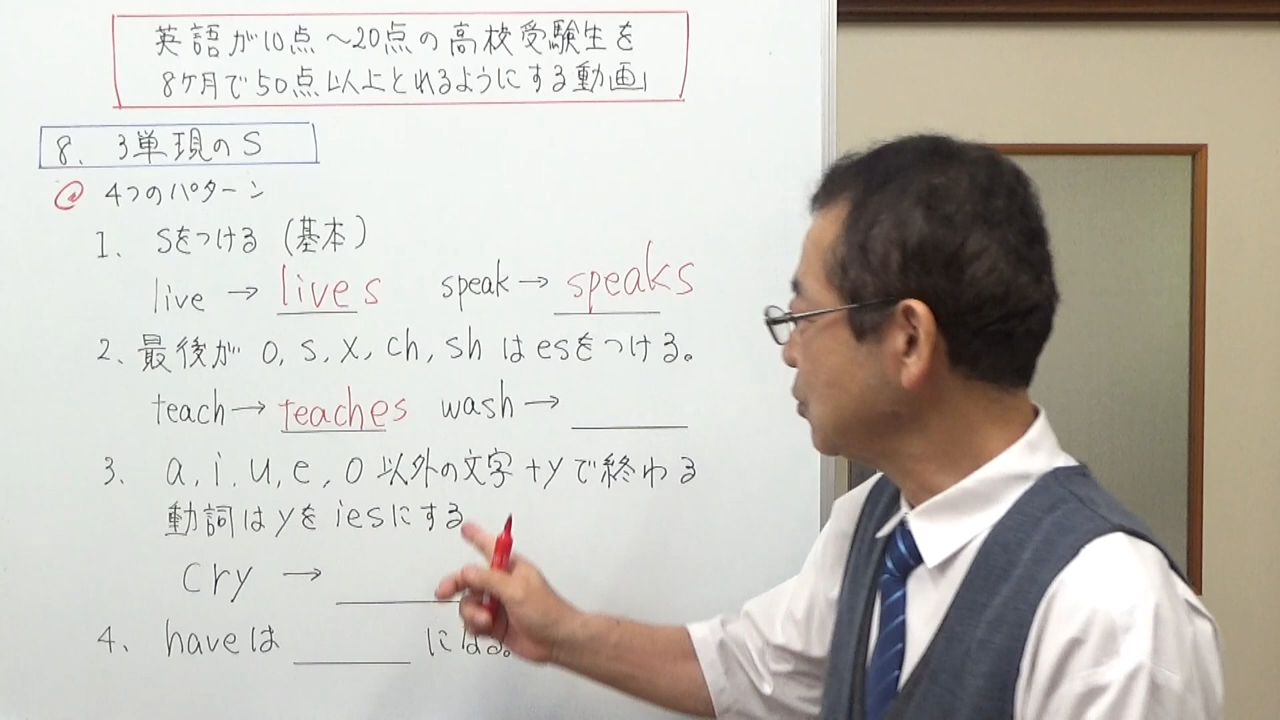 英語が10点～20点の高校受験生を
8ヶ月で50点以上とれるようにする動画
8. 3単現のS
@ 4つのパターン
1. Sをつける (基本)
live → lives speak → speaks
2、最後が o, s, x, ch, sh はesをつける。
teach → teaches wash →
3. a, i, u, e, o 以外の文字+yで終わる
動詞はyをiesにする
cry →
4. haveは になる。